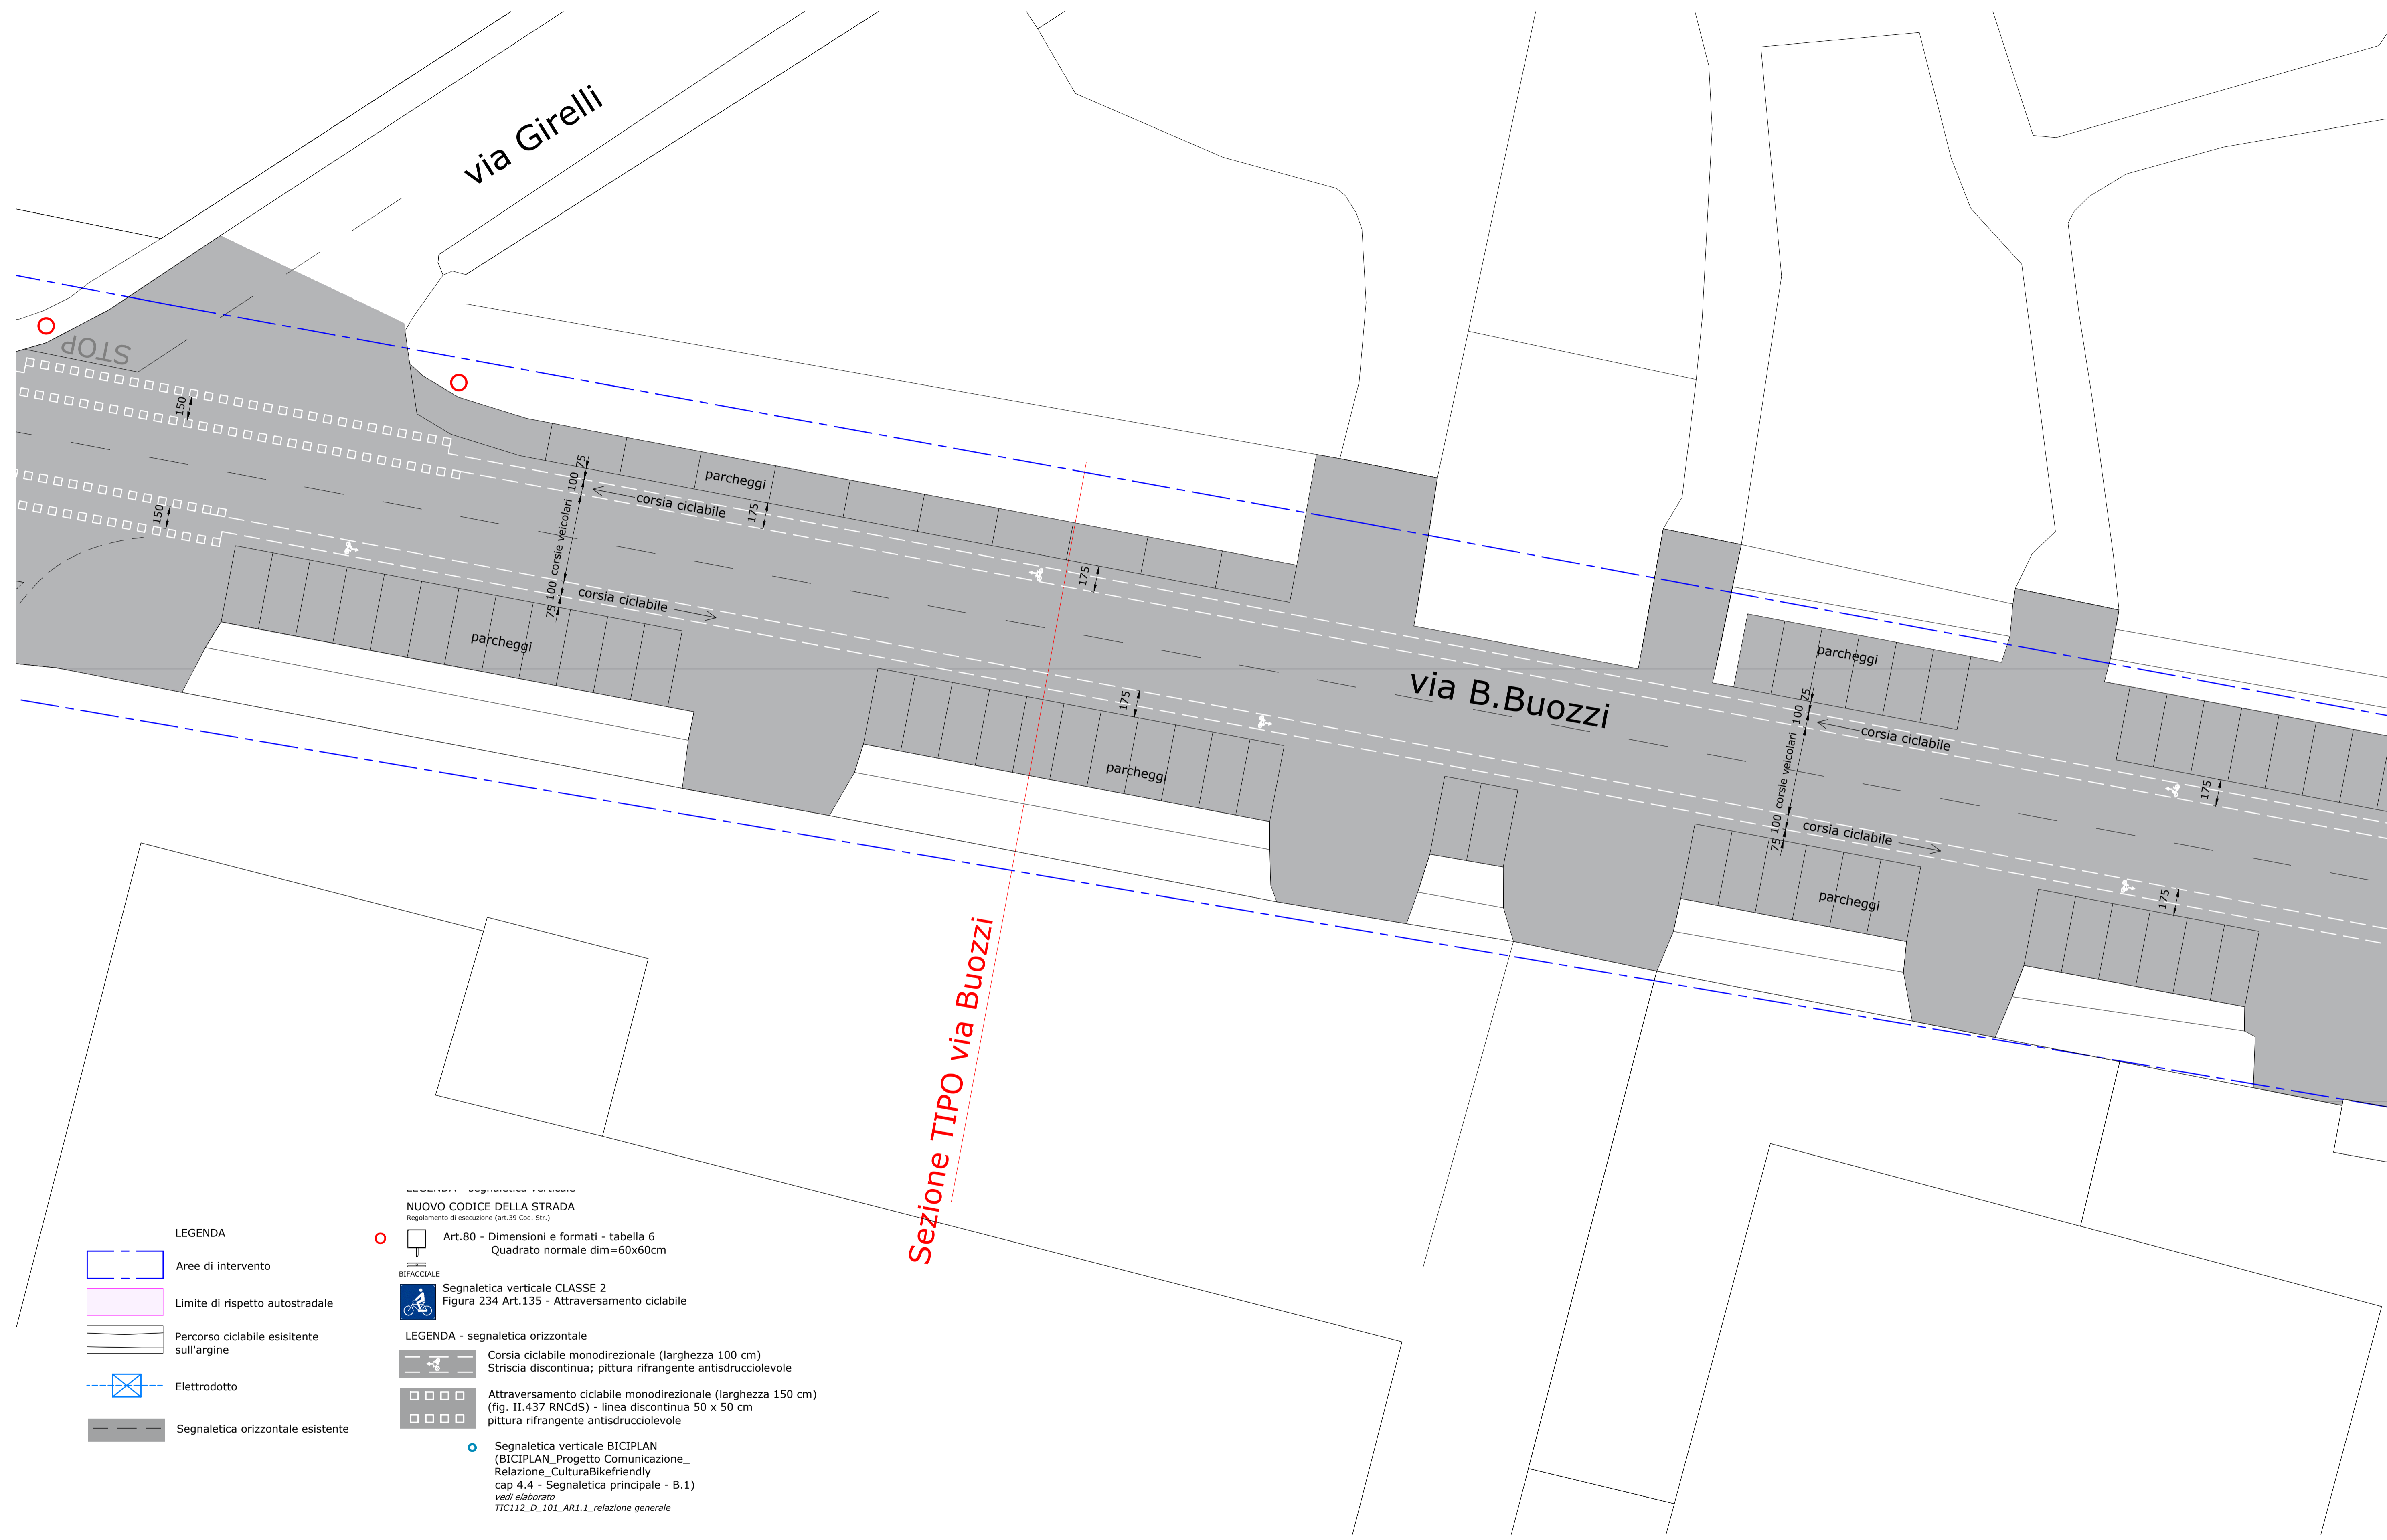 via Girelli
STOP
150
150
75
100
corsie veicolari
100
75
parcheggi
corsia ciclabile
175
corsia ciclabile
parcheggi
175
175
parcheggi
via B.Buozzi
parcheggi
75
100
corsie veicolari
100
75
corsia ciclabile
175
corsia ciclabile
parcheggi
175
Sezione TIPO via Buozzi
LEGENDA
Aree di intervento
Limite di rispetto autostradale
Percorso ciclabile esisitente
sull'argine
Elettrodotto
Segnaletica orizzontale esistente
LEGENDA - segnaletica verticale
NUOVO CODICE DELLA STRADA
Regolamento di esecuzione (art.39 Cod. Str.)
Art.80 - Dimensioni e formati - tabella 6
Quadrato normale dim=60x60cm
BIFACCIALE
Segnaletica verticale CLASSE 2
Figura 234 Art.135 - Attraversamento ciclabile
LEGENDA - segnaletica orizzontale
Corsia ciclabile monodirezionale (larghezza 100 cm)
Striscia discontinua; pittura rifrangente antisdrucciolevole
Attraversamento ciclabile monodirezionale (larghezza 150 cm)
(fig. II.437 RNCdS) - linea discontinua 50 x 50 cm
pittura rifrangente antisdrucciolevole
Segnaletica verticale BICIPLAN
(BICIPLAN_Progetto Comunicazione_
Relazione_CulturaBikefriendly
cap 4.4 - Segnaletica principale - B.1)
vedi elaborato
TIC112_D_101_AR1.1_relazione generale